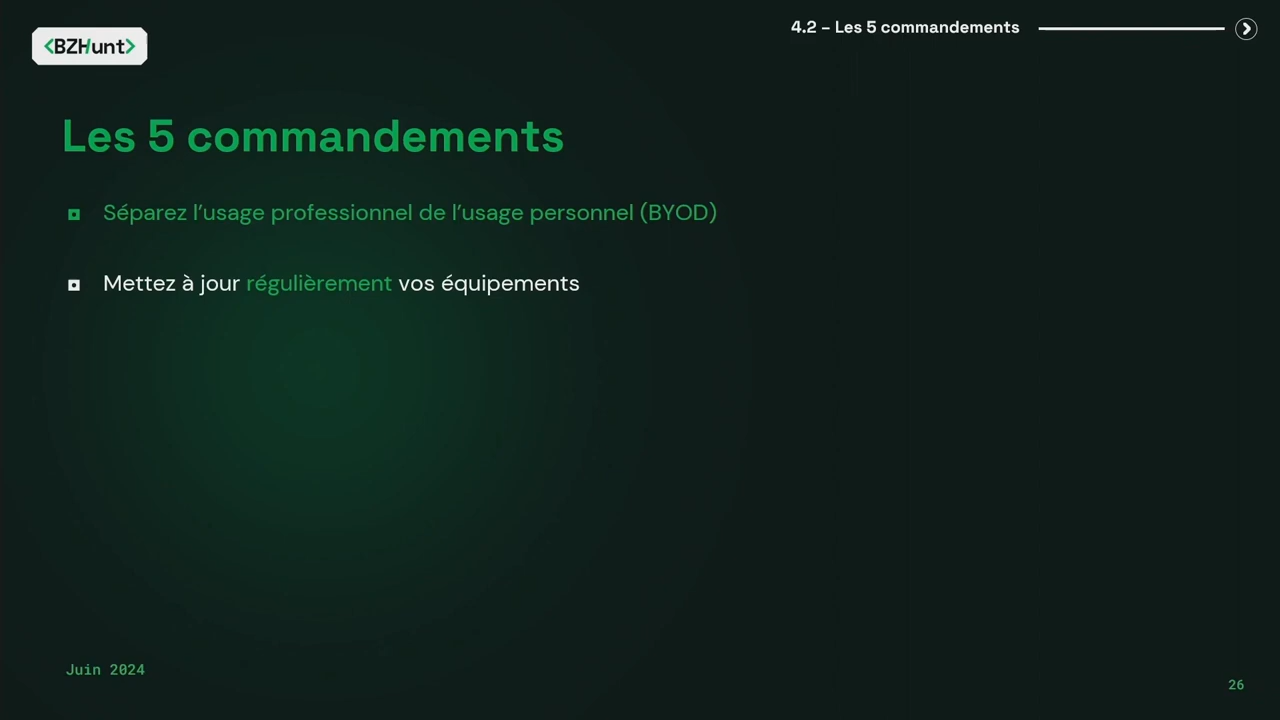 <BZHunt>
4.2 – Les 5 commandements
Les 5 commandements
Séparez l’usage professionnel de l’usage personnel (BYOD)
Mettez à jour régulièrement vos équipements
Juin 2024
26